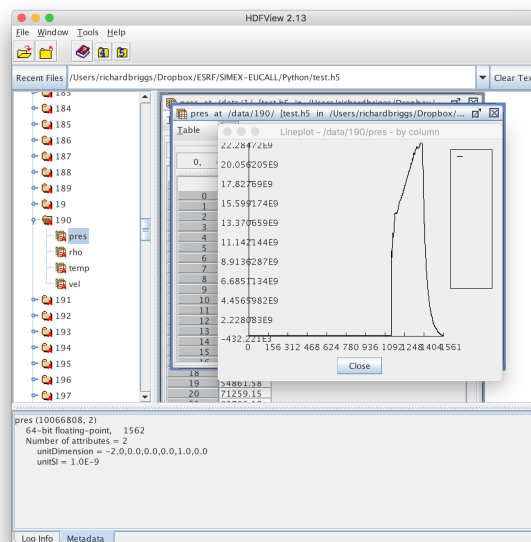 HDFView 2.13
File Window Tools Help
Recent Files /Users/richardbriggs/Dropbox/ESRF/SIMEX-EUCALL/Python/test.h5 Clear Tex
183
184
185
186
187
188
189
19
190
pres
rho
temp
vel
191
192
193
194
195
196
197
pres at /data/190/ [test.h5 in /Users/richardbriggs/Dropbox/...
Table
0,
0
1
2
3
4
5
6
7
8
9
10
11
12
13
14
15
18
19 54861.58
20 71259.15
Lineplot - /data/190/pres - by column
22.28472E9
20.056205E9
17.82769E9
15.599174E9
13.370659E9
11.142144E9
8.9136287E9
6.6851134E9
4.4565982E9
2.228083E9
-432.221E3
0 156 312 468 624 780 936 1092 1248 1404 1561
Close
pres (10066808, 2)
64-bit floating-point, 1562
Number of attributes = 2
unitDimension = -2.0,0.0,0.0,0.0,1.0,0.0
unitSI = 1.0E-9
Log Info Metadata